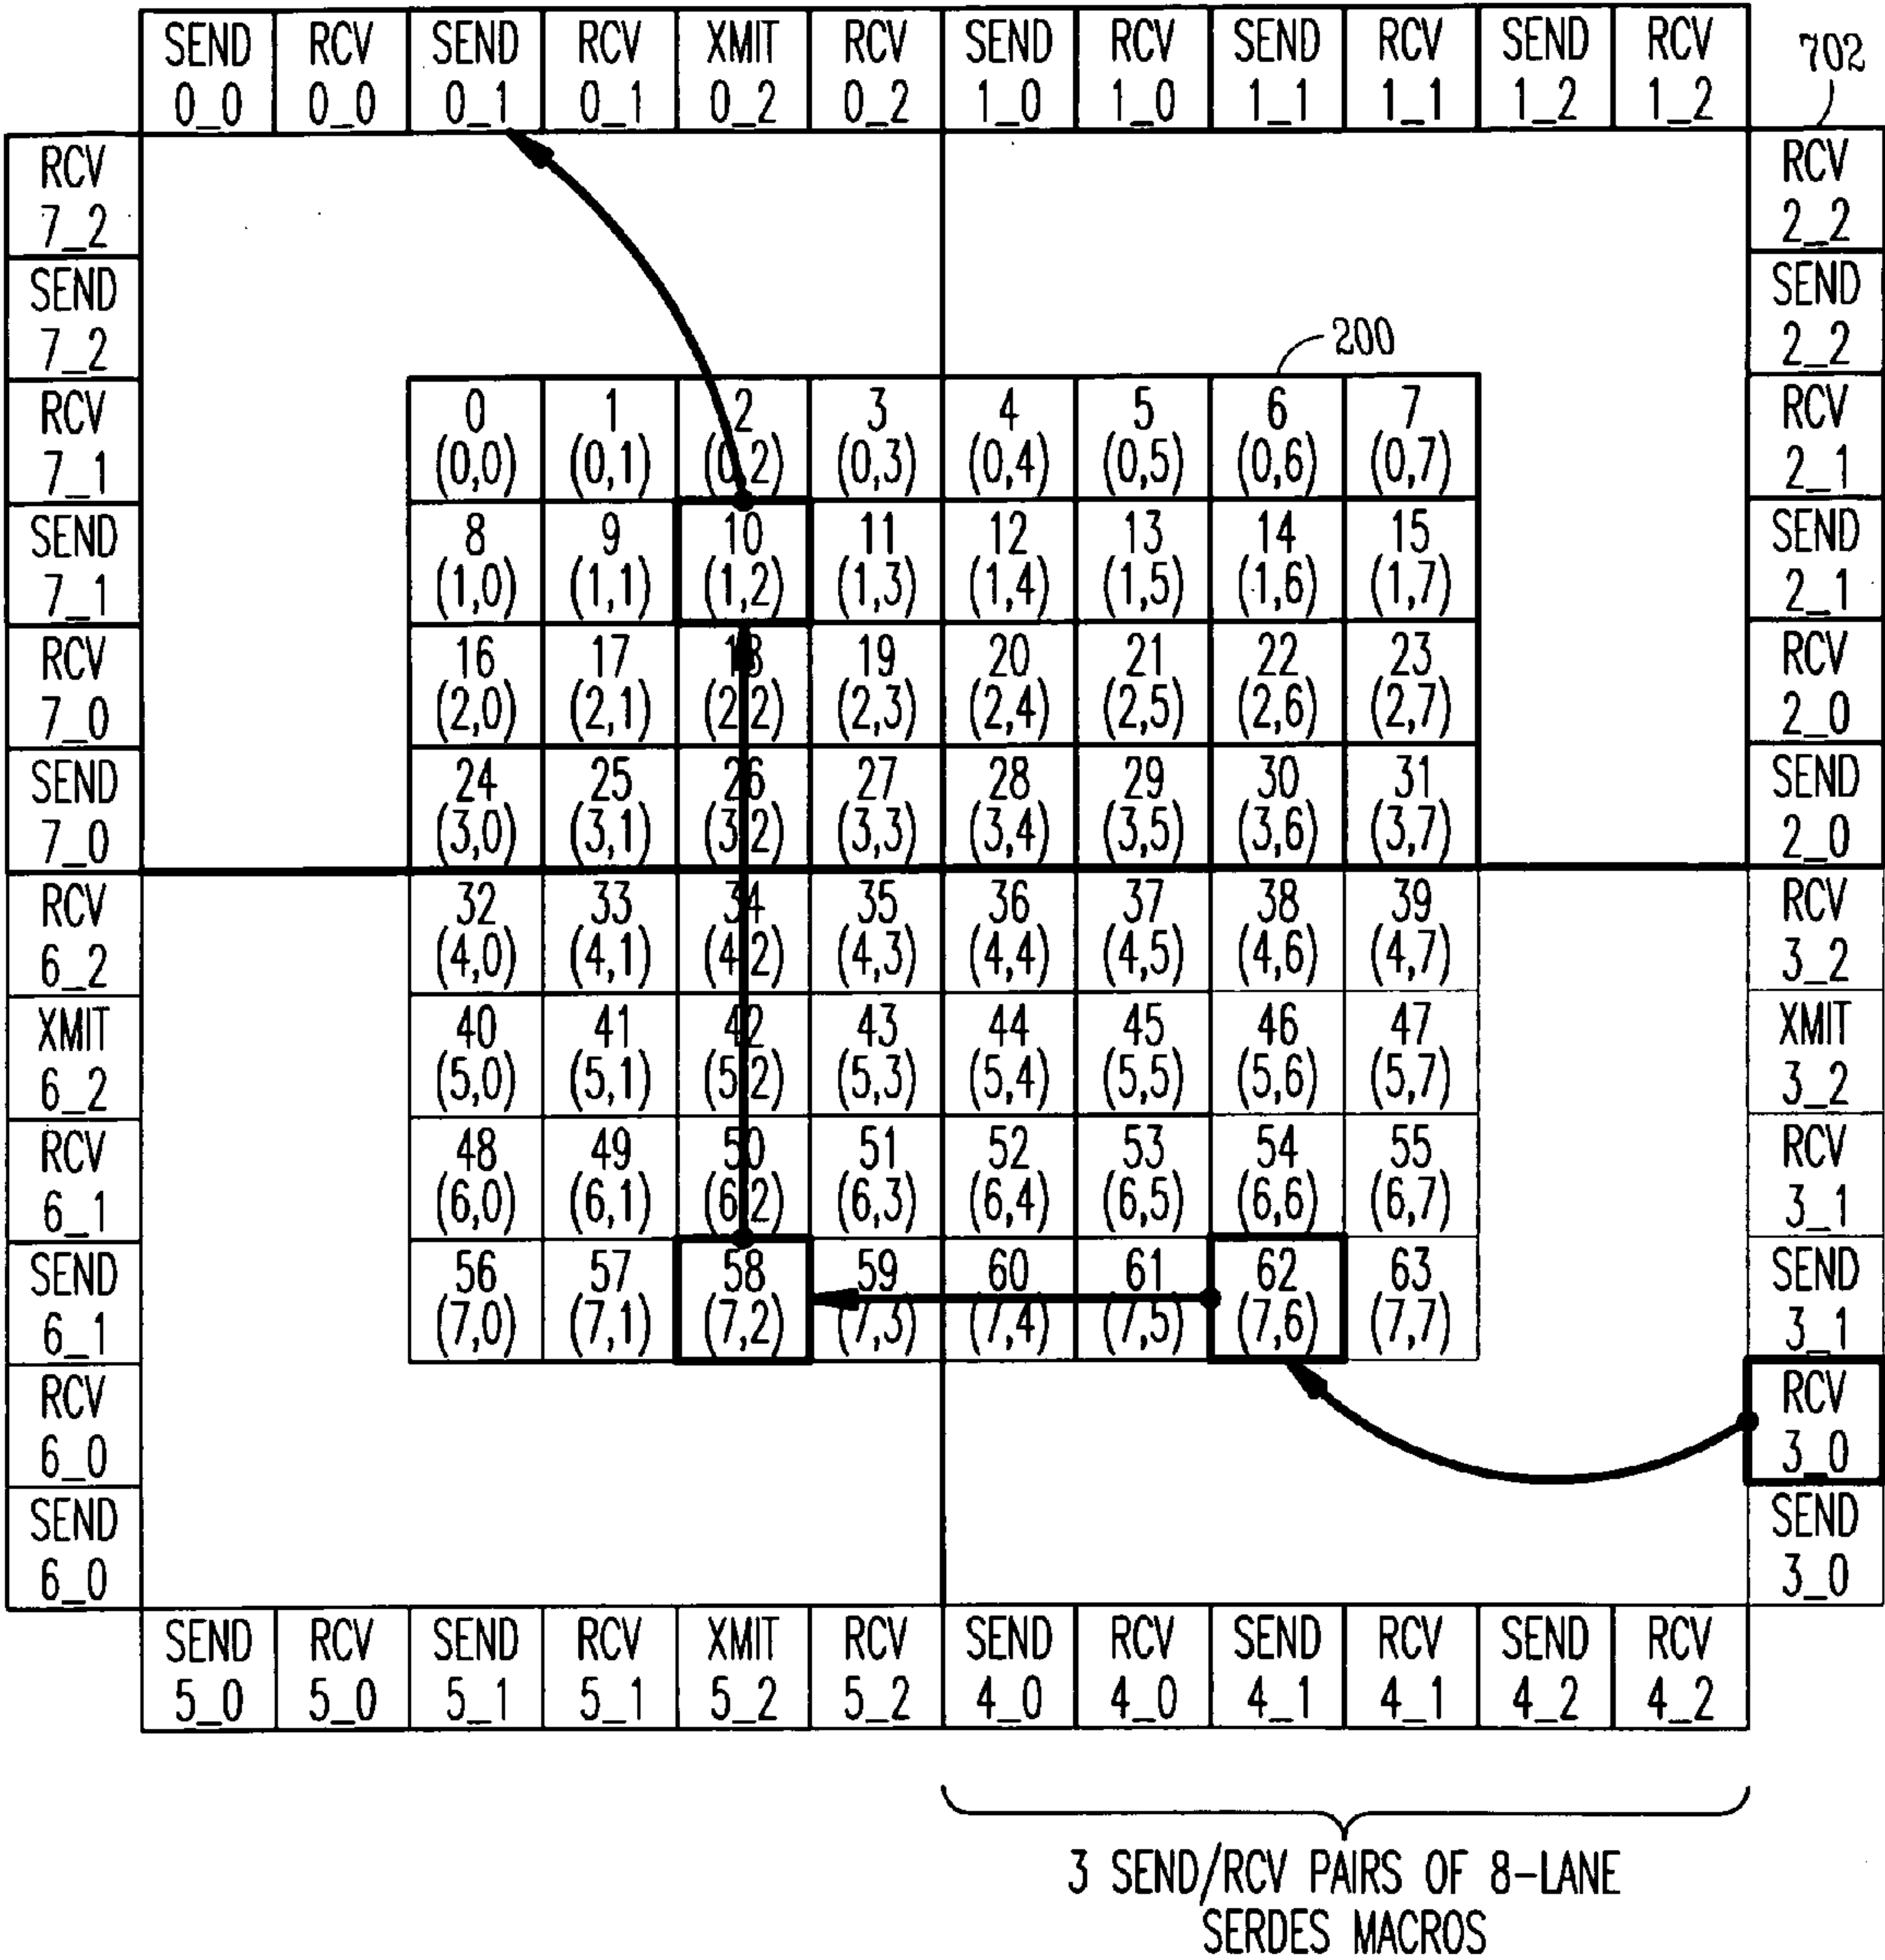 SEND RCV SEND RCV XMIT RCV SEND RCV SEND RCV SEND RCV
0_0 0_0 0_1 0_1 0_2 0_2 1_0 1_0 1_1 1_1 1_2 1_2
702
RCV RCV
7_2 2_2
SEND SEND
7_2 2_2
200
RCV 0 1 2 3 4 5 6 7 RCV
7_1 (0,0) (0,1) (0,2) (0,3) (0,4) (0,5) (0,6) (0,7) 2_1
SEND 8 9 10 11 12 13 14 15 SEND
7_1 (1,0) (1,1) (1,2) (1,3) (1,4) (1,5) (1,6) (1,7) 2_1
RCV 16 17 18 19 20 21 22 23 RCV
7_0 (2,0) (2,1) (2,2) (2,3) (2,4) (2,5) (2,6) (2,7) 2_0
SEND 24 25 26 27 28 29 30 31 SEND
7_0 (3,0) (3,1) (3,2) (3,3) (3,4) (3,5) (3,6) (3,7) 2_0
RCV 32 33 34 35 36 37 38 39 RCV
6_2 (4,0) (4,1) (4,2) (4,3) (4,4) (4,5) (4,6) (4,7) 3_2
XMIT 40 41 42 43 44 45 46 47 XMIT
6_2 (5,0) (5,1) (5,2) (5,3) (5,4) (5,5) (5,6) (5,7) 3_2
RCV 48 49 50 51 52 53 54 55 RCV
6_1 (6,0) (6,1) (6,2) (6,3) (6,4) (6,5) (6,6) (6,7) 3_1
SEND 56 57 58 59 60 61 62 63 SEND
6_1 (7,0) (7,1) (7,2) (7,3) (7,4) (7,5) (7,6) (7,7) 3_1
RCV RCV
6_0 3_0
SEND SEND
6_0 3_0
SEND RCV SEND RCV XMIT RCV SEND RCV SEND RCV SEND RCV
5_0 5_0 5_1 5_1 5_2 5_2 4_0 4_0 4_1 4_1 4_2 4_2
3 SEND/RCV PAIRS OF 8-LANE
SERDES MACROS